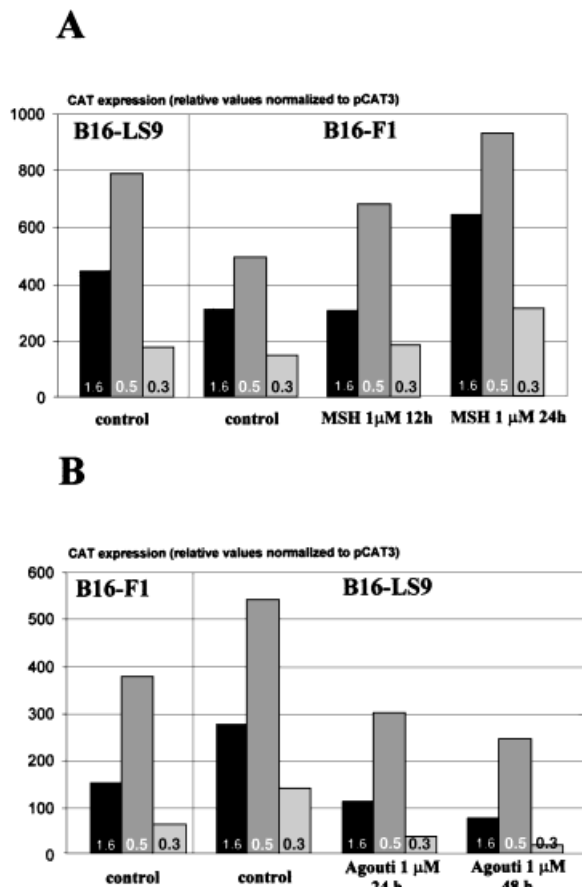 A
CAT expression (relative values normalized to pCAT3)
1000
800
600
400
200
0
B16-LS9
B16-F1
1.6 0.5 0.3
1.6 0.5 0.3
1.6 0.5 0.3
1.6 0.5 0.3
control
control
MSH 1µM 12h
MSH 1 µM 24h
B
CAT expression (relative values normalized to pCAT3)
600
500
400
300
200
100
0
B16-F1
B16-LS9
1.6 0.5 0.3
1.6 0.5 0.3
1.6 0.5 0.3
1.6 0.5 0.3
control
control
Agouti 1 µM
24 h
Agouti 1 µM
48 h